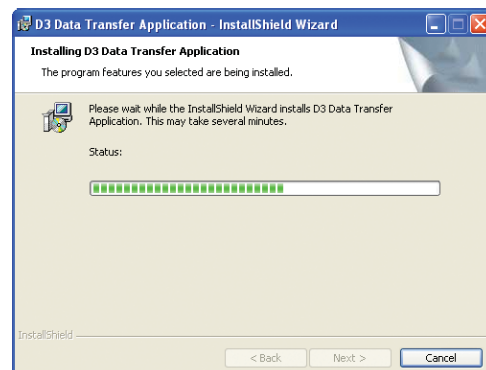 D3 Data Transfer Application - InstallShield Wizard
Installing D3 Data Transfer Application
The program features you selected are being installed.
Please wait while the InstallShield Wizard installs D3 Data Transfer
Application. This may take several minutes.
Status:
InstallShield
< Back
Next >
Cancel